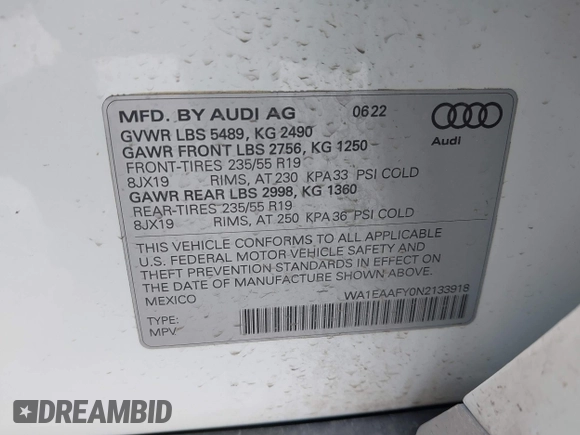 MFD. BY AUDI AG 06 22
Audi
GVWR LBS 5489, KG 2490
GAWR FRONT LBS 2756, KG 1250
FRONT-TIRES 235/55 R19
8JX19 RIMS, AT 230 KPA 33 PSI COLD
GAWR REAR LBS 2998, KG 1360
REAR-TIRES 235/55 R19
8JX19 RIMS, AT 250 KPA 36 PSI COLD
THIS VEHICLE CONFORMS TO ALL APPLICABLE
U.S. FEDERAL MOTOR VEHICLE SAFETY AND
THEFT PREVENTION STANDARDS IN EFFECT ON
THE DATE OF MANUFACTURE SHOWN ABOVE.
MEXICO WA1EAAFY0N2133918
TYPE:
MPV
DREAMBID